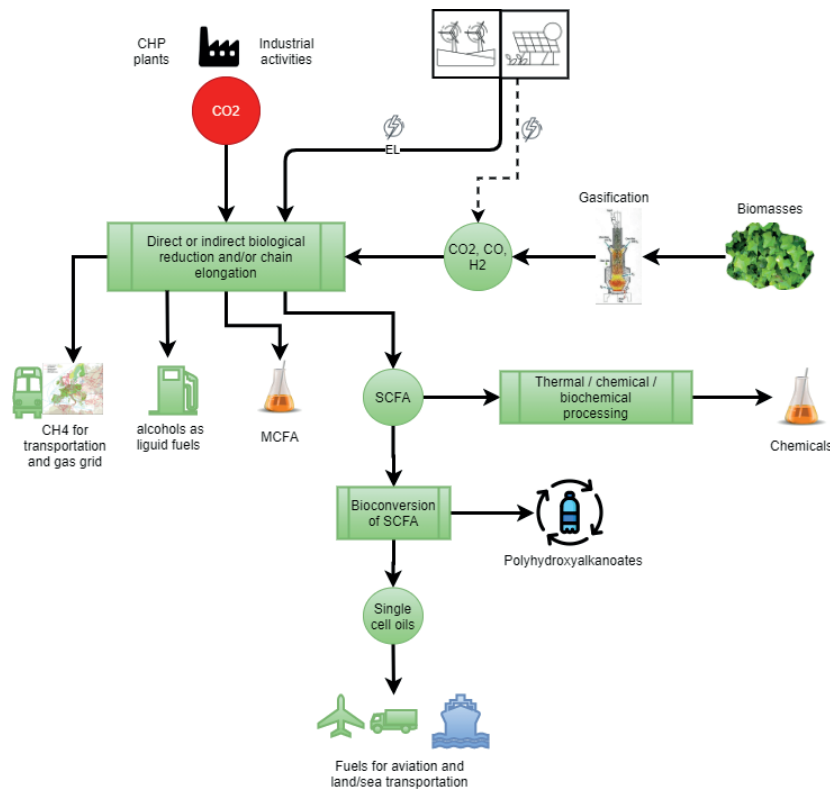 CHP
plants
Industrial
activities
CO2
EL
Gasification
Biomasses
Direct or indirect biological
reduction and/or chain
elongation
CO2, CO,
H2
CH4 for
transportation
and gas grid
alcohols as
liguid fuels
MCFA
SCFA
Thermal / chemical /
biochemical
processing
Chemicals
Bioconversion
of SCFA
Polyhydroxyalkanoates
Single
cell oils
Fuels for aviation and
land/sea transportation